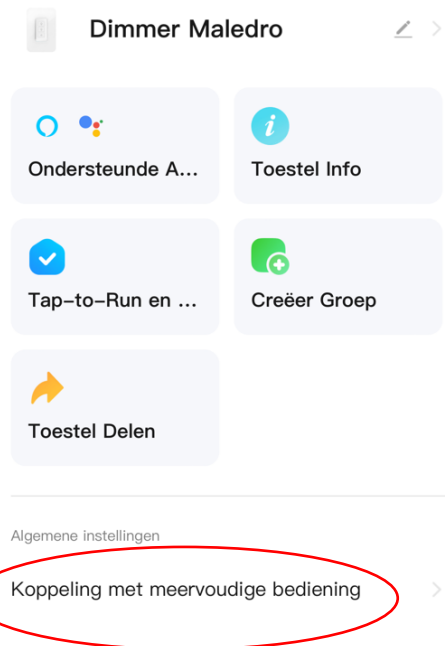 Dimmer Maledro
Ondersteunde A...
Toestel Info
Tap-to-Run en ...
Creëer Groep
Toestel Delen
Algemene instellingen
Koppeling met meervoudige bediening